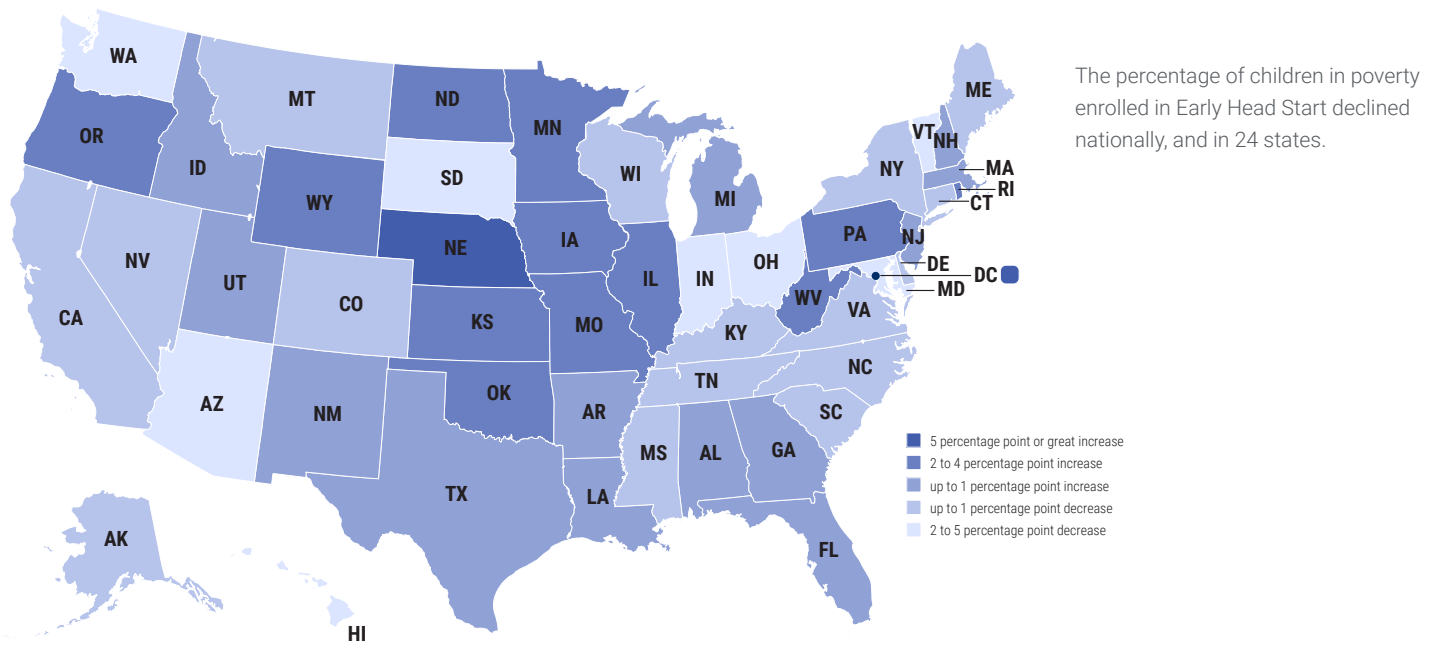 The percentage of children in poverty
enrolled in Early Head Start declined
nationally, and in 24 states.
WA
OR
MT
ID
ND
MN
WY
SD
WI
MI
NY
VT
NH
ME
MA
RI
CT
CA
NV
UT
CO
NE
IA
IL
IN
OH
PA
NJ
DE
DC
MD
KS
MO
KY
WV
VA
AZ
NM
OK
AR
TN
NC
SC
TX
LA
MS
AL
GA
FL
AK
HI
5 percentage point or great increase
2 to 4 percentage point increase
up to 1 percentage point increase
up to 1 percentage point decrease
2 to 5 percentage point decrease